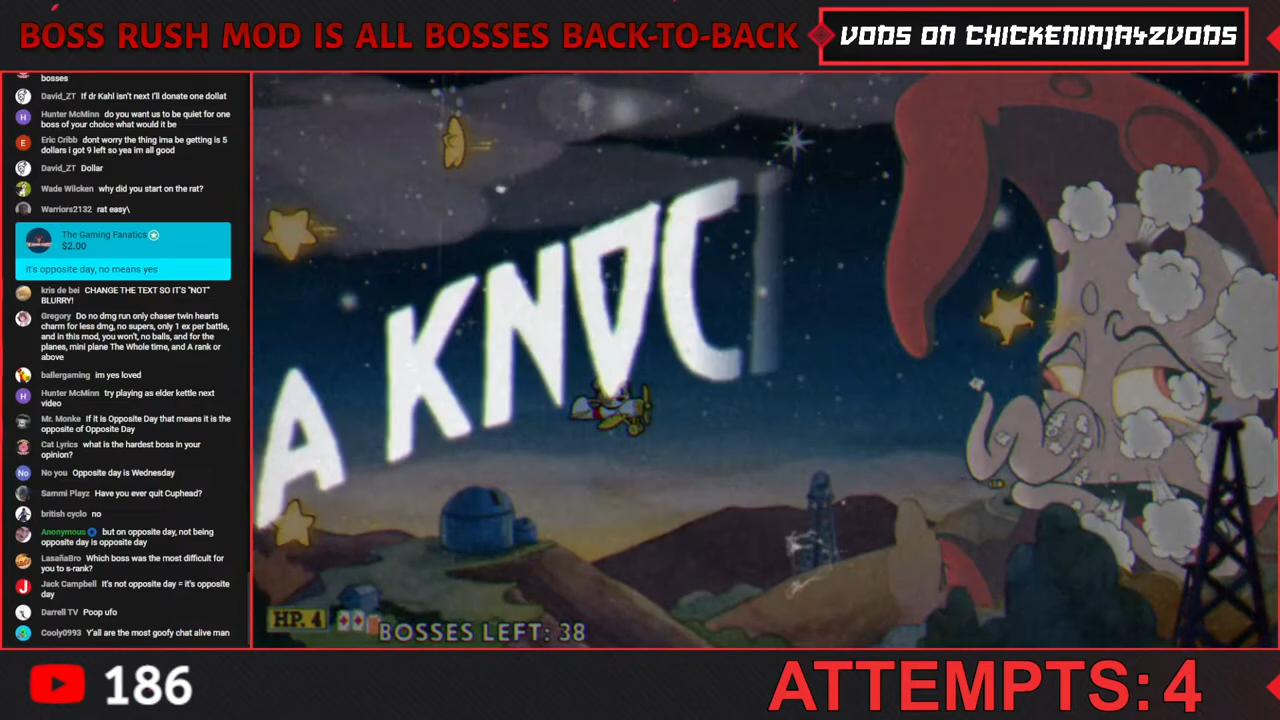 BOSS RUSH MOD IS ALL BOSSES BACK-TO-BACK
VODS ON CHICKENINJA42VODS
bosses
David_ZT If dr Kahl isn't next I'll donate one dollat
Hunter McMinn do you want us to be quiet for one
boss of your choice what would it be
Eric Cribb dont worry the thing ima be getting is 5
dollars i got 9 left so yea im all good
David_ZT Dollar
Wade Wilcken why did you start on the rat?
Warriors2132 rat easy\
The Gaming Fanatics
$2.00
it's opposite day, no means yes
kris de bei CHANGE THE TEXT SO IT'S *NOT*
BLURRY!
Gregory Do no dmg run only chaser twin hearts
charm for less dmg, no supers, only 1 ex per battle,
and in this mod, you won't, no balls, and for the
planes, mini plane The Whole time, and A rank or
above
ballergaming im yes loved
Hunter McMinn try playing as elder kettle next
video
Mr. Monke If it is Opposite Day that means it is the
opposite of Opposite Day
Cat Lyrics what is the hardest boss in your
opinion?
No you Opposite day is Wednesday
Sammi Playz Have you ever quit Cuphead?
british cyclo no
Anonymous but on opposite day, not being
opposite day is opposite day
LasañaBro Which boss was the most difficult for
you to s-rank?
Jack Campbell It's not opposite day = it's opposite
day
Darrell TV Poop ufo
Cooly0993 Y'all are the most goofy chat alive man
A KNOC
HP. 4
BOSSES LEFT: 38
186
ATTEMPTS: 4